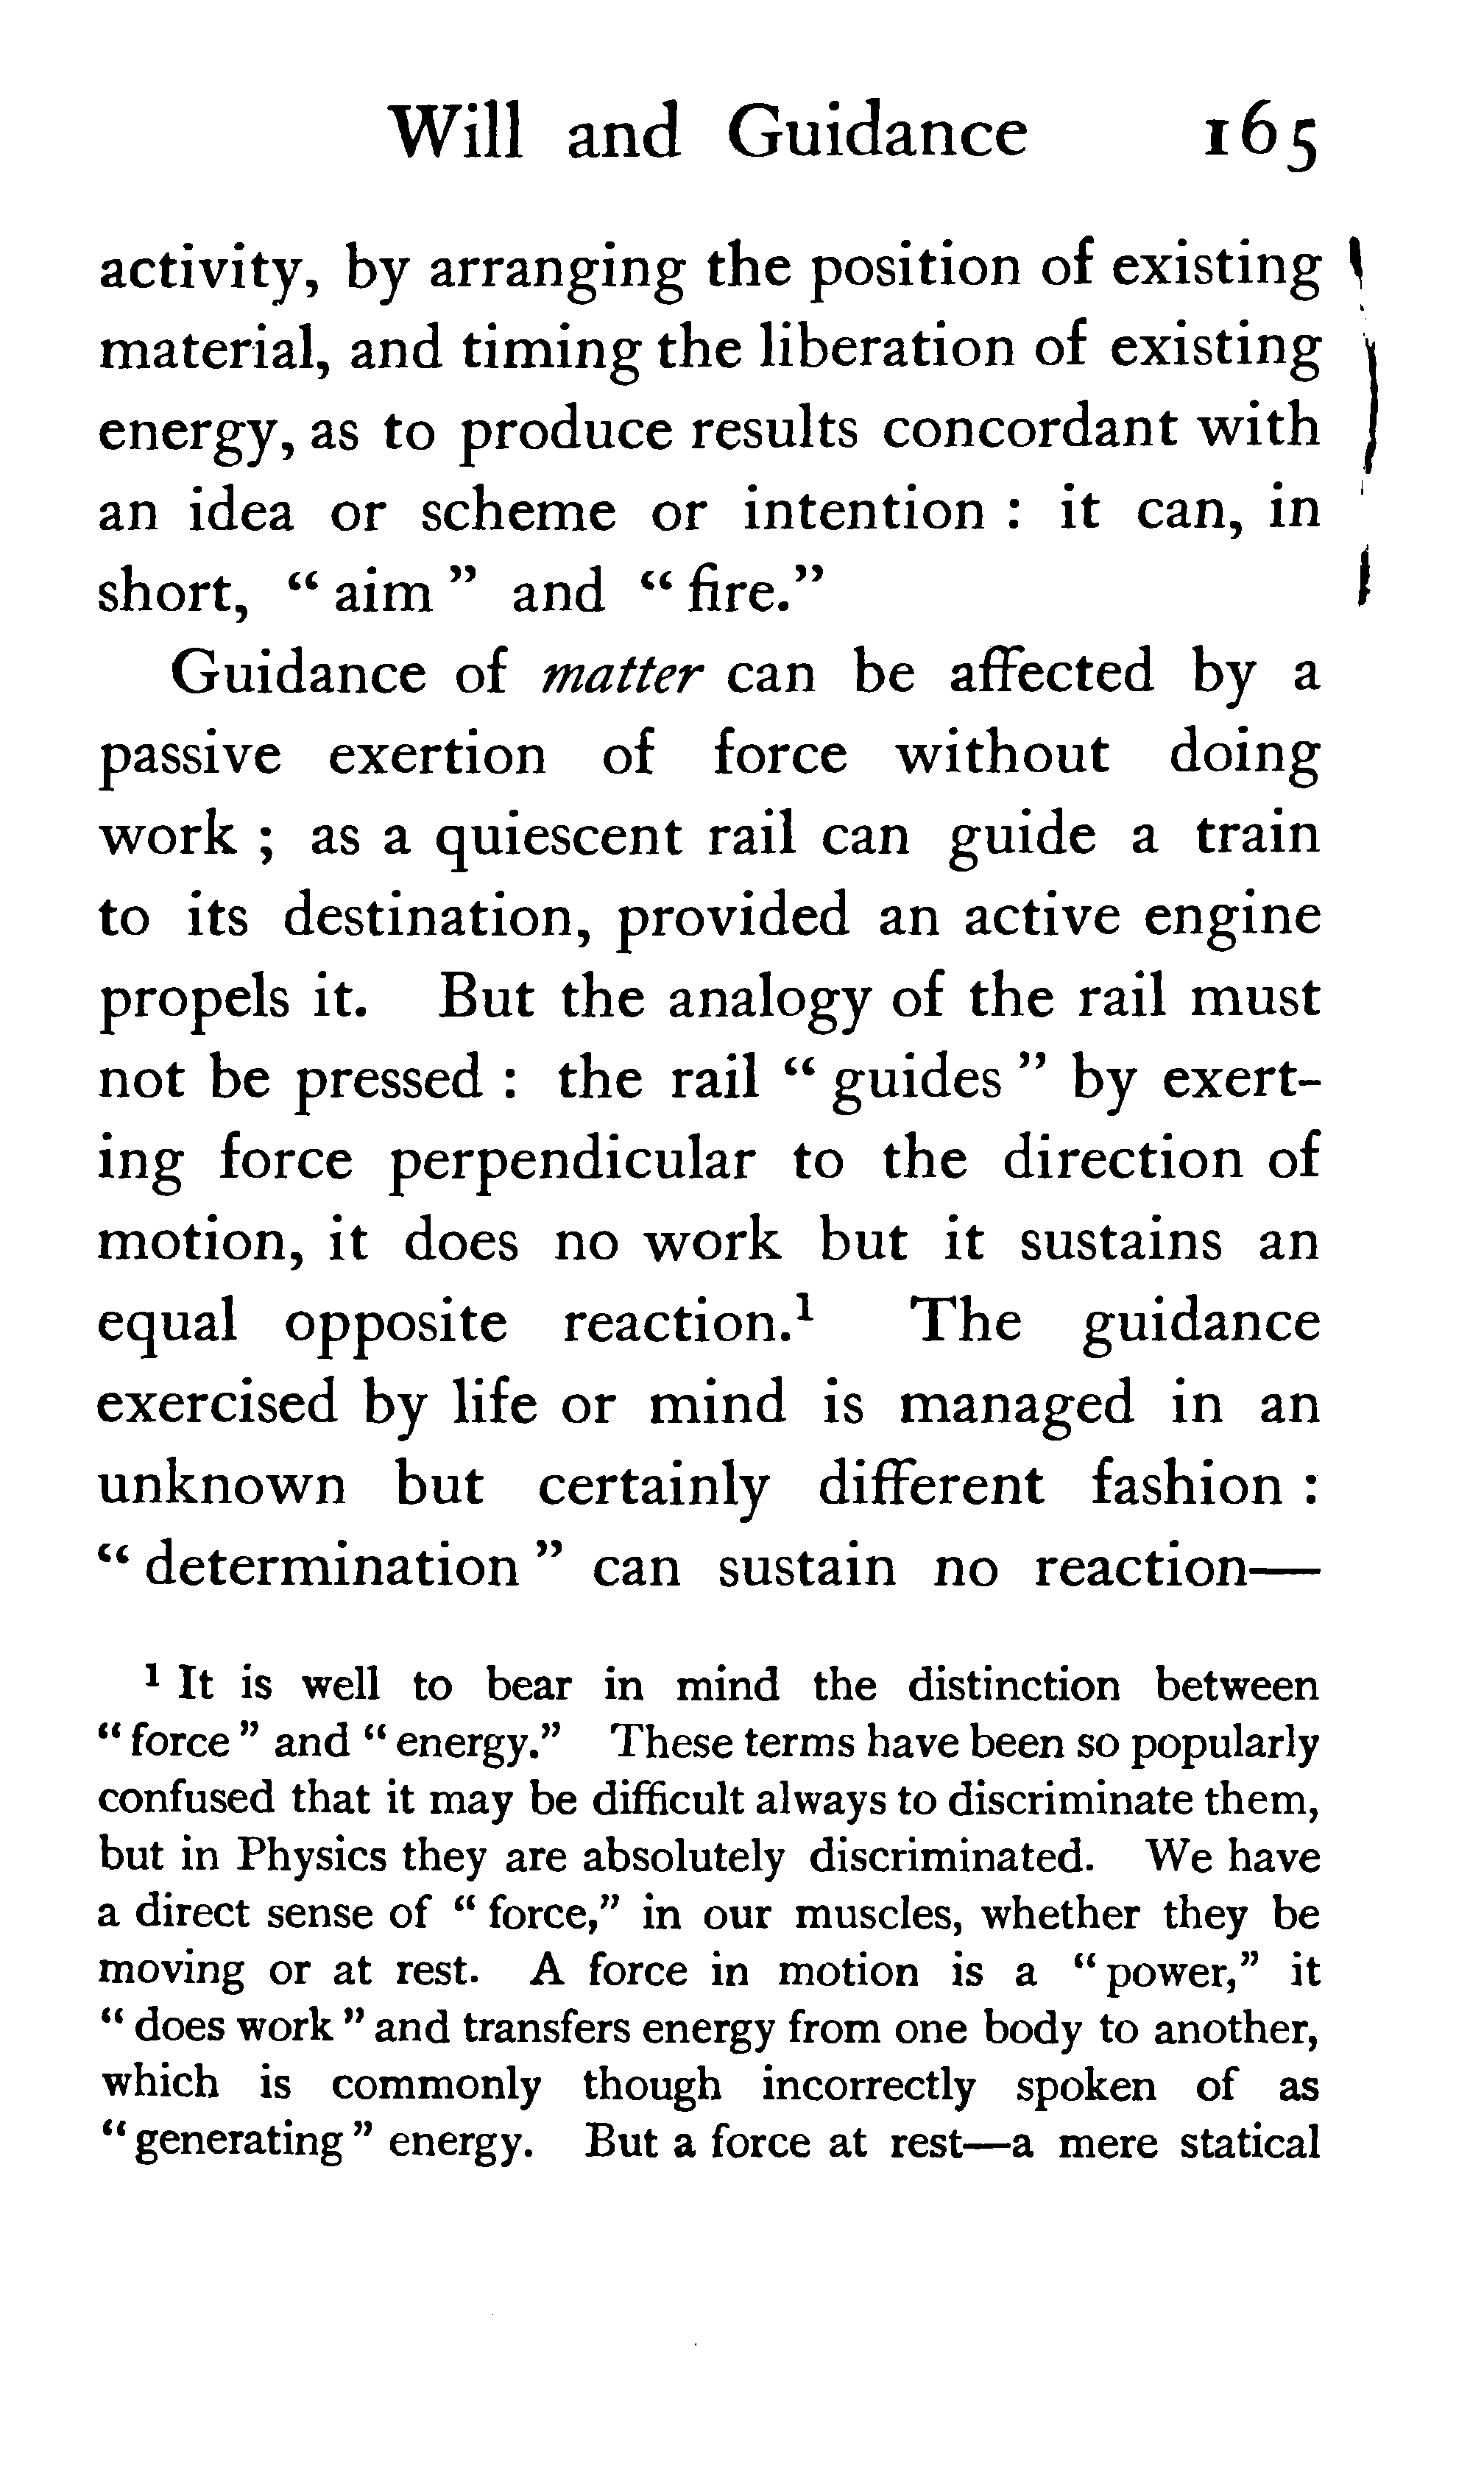 Will and Guidance 165
activity, by arranging the position of existing
material, and timing the liberation of existing
energy, as to produce results concordant with
an idea or scheme or intention : it can, in
short, “ aim ” and “ fire.”
Guidance of matter can be affected by a
passive exertion of force without doing
work ; as a quiescent rail can guide a train
to its destination, provided an active engine
propels it. But the analogy of the rail must
not be pressed : the rail “ guides ” by exert-
ing force perpendicular to the direction of
motion, it does no work but it sustains an
equal opposite reaction.¹ The guidance
exercised by life or mind is managed in an
unknown but certainly different fashion :
“ determination ” can sustain no reaction—
¹ It is well to bear in mind the distinction between
“ force ” and “ energy.” These terms have been so popularly
confused that it may be difficult always to discriminate them,
but in Physics they are absolutely discriminated. We have
a direct sense of “ force,” in our muscles, whether they be
moving or at rest. A force in motion is a “ power,” it
“ does work ” and transfers energy from one body to another,
which is commonly though incorrectly spoken of as
“ generating ” energy. But a force at rest—a mere statical